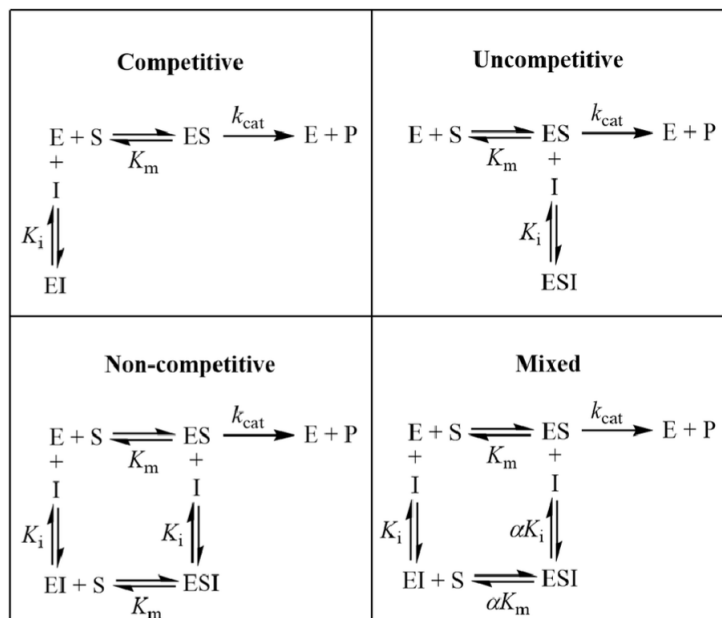 Competitive
E + S ES kcat E + P
+ Km
I
Ki
EI
Uncompetitive
E + S ES kcat E + P
Km +
I
Ki
ESI
Non-competitive
E + S ES kcat E + P
+ Km +
I I
Ki Ki
EI + S ESI
Km
Mixed
E + S ES kcat E + P
+ Km +
I I
Ki αKi
EI + S ESI
αKm